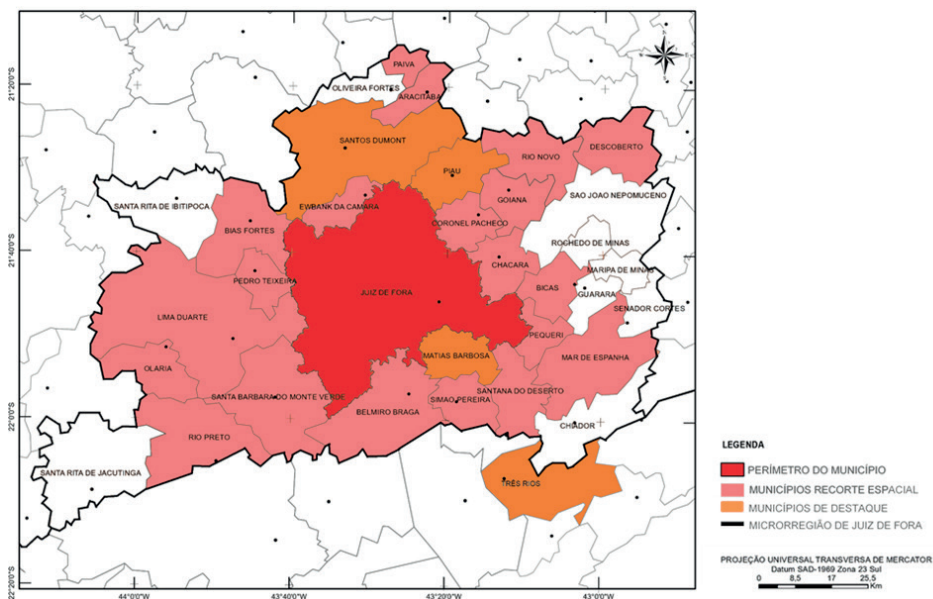 PAIVA
OLIVEIRA FORTES
ARACITABA
SANTOS DUMONT
RIO NOVO
DESCOBERTO
PIAU
GOIANA
SAO JOAO NEPOMUCENO
SANTA RITA DE IBITIPOCA
EWBANK DA CAMARA
CORONEL PACHECO
BIAS FORTES
ROCHEDO DE MINAS
CHACARA
MARIPA DE MINAS
PEDRO TEIXEIRA
BICAS
GUARARA
JUIZ DE FORA
SENADOR CORTES
LIMA DUARTE
PEQUERI
MATIAS BARBOSA
MAR DE ESPANHA
OLARIA
SANTANA DO DESERTO
SANTA BARBARA DO MONTE VERDE
SIMAO PEREIRA
BELMIRO BRAGA
CHIADOR
RIO PRETO
SANTA RITA DE JACUTINGA
TRÊS RIOS
21°20'0"S
21°40'0"S
22°0'0"S
22°20'0"S
44°0'0"W
43°40'0"W
43°20'0"W
43°0'0"W
LEGENDA
PERÍMETRO DO MUNICÍPIO
MUNICÍPIOS RECORTE ESPACIAL
MUNICÍPIOS DE DESTAQUE
MICRORREGIÃO DE JUIZ DE FORA
PROJEÇÃO UNIVERSAL TRANSVERSA DE MERCATOR
Datum SAD-1969 Zona 23 Sul
0 8,5 17 25,5
Km